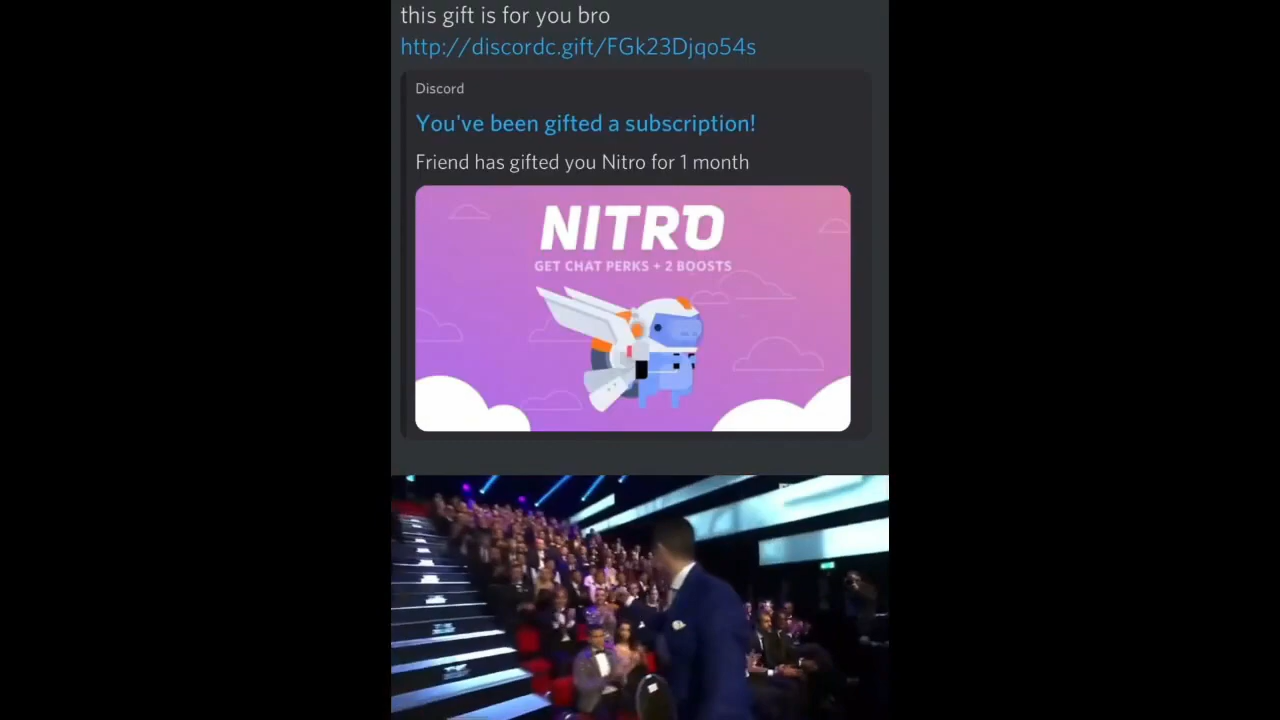 this gift is for you bro
http://discordc.gift/FGk23Djqo54s
Discord
You've been gifted a subscription!
Friend has gifted you Nitro for 1 month
NITRO
GET CHAT PERKS + 2 BOOSTS